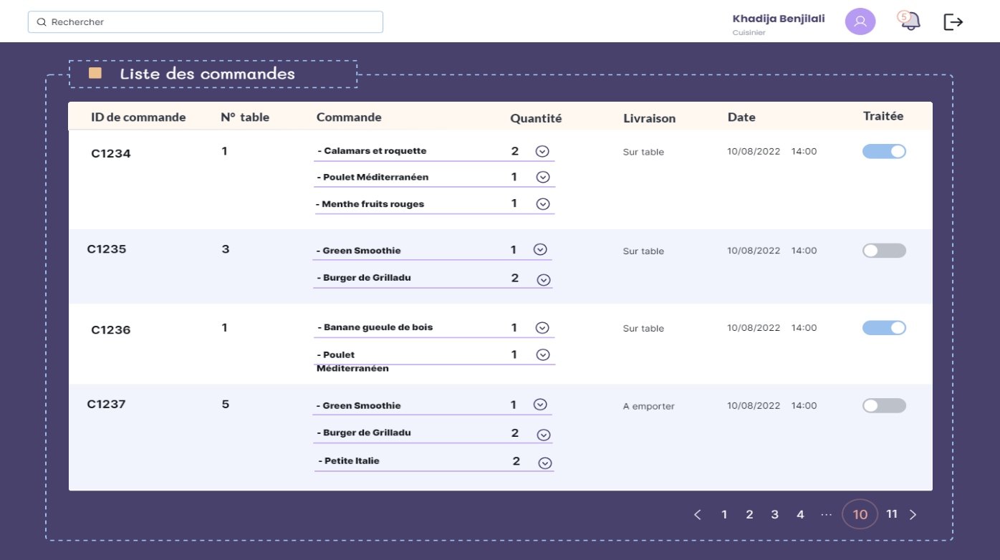 Rechercher
Khadija Benjilali
Cuisinier
5
Liste des commandes
ID de commande N° table Commande Quantité Livraison Date Traitée
C1234 1 - Calamars et roquette 2 Sur table 10/08/2022 14:00
- Poulet Méditerranéen 1
- Menthe fruits rouges 1
C1235 3 - Green Smoothie 1 Sur table 10/08/2022 14:00
- Burger de Grilladu 2
C1236 1 - Banane gueule de bois 1 Sur table 10/08/2022 14:00
- Poulet 1
Méditerranéen
C1237 5 - Green Smoothie 1 A emporter 10/08/2022 14:00
- Burger de Grilladu 2
- Petite Italie 2
< 1 2 3 4 ... 10 11 >